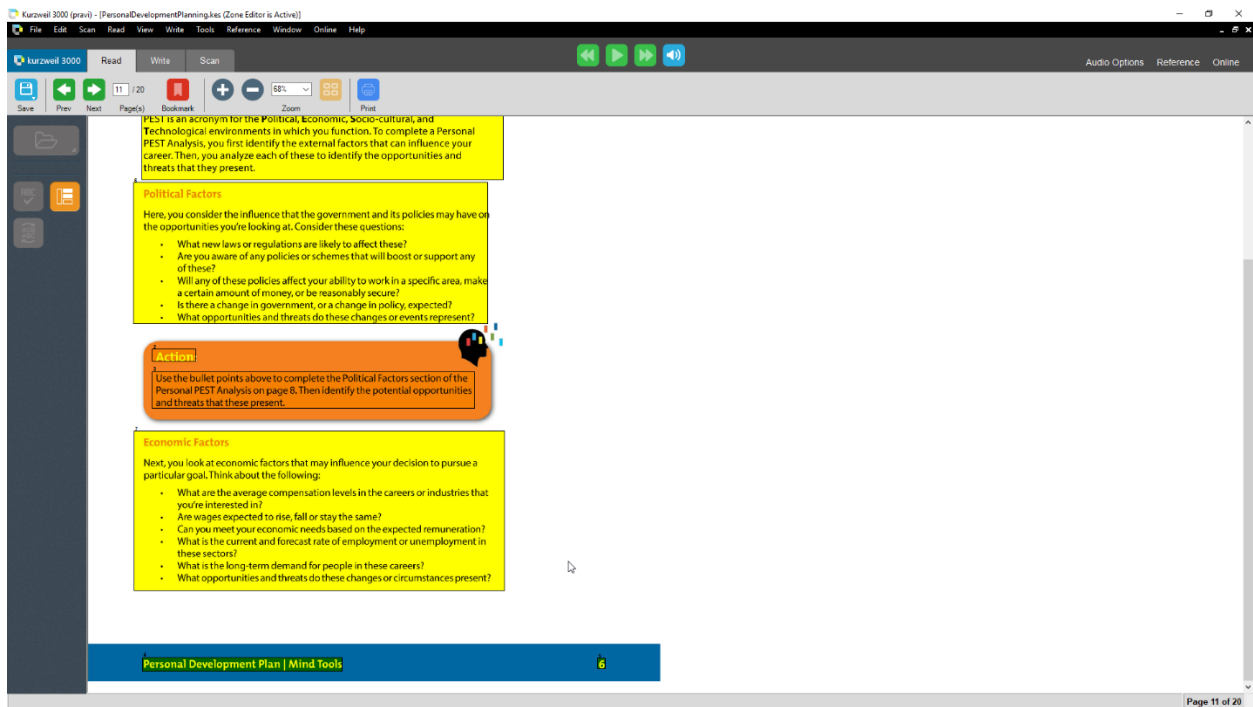 Kurzweil 3000 (pravi) - [PersonalDevelopmentPlanning.kes (Zone Editor is Active)]
File Edit Scan Read View Write Tools Reference Window Online Help
kurzweil 3000 Read Write Scan
Audio Options Reference Online
11 / 20 68%
Save Prev Next Page(s) Bookmark Zoom Print
PEST is an acronym for the Political, Economic, Socio-cultural, and
Technological environments in which you function. To complete a Personal
PEST Analysis, you first identify the external factors that can influence your
career. Then, you analyze each of these to identify the opportunities and
threats that they present.
Political Factors
Here, you consider the influence that the government and its policies may have on
the opportunities you're looking at. Consider these questions:
• What new laws or regulations are likely to affect these?
• Are you aware of any policies or schemes that will boost or support any
of these?
• Will any of these policies affect your ability to work in a specific area, make
a certain amount of money, or be reasonably secure?
• Is there a change in government, or a change in policy, expected?
• What opportunities and threats do these changes or events represent?
2
Action:
3
Use the bullet points above to complete the Political Factors section of the
Personal PEST Analysis on page 8. Then identify the potential opportunities
and threats that these present.
7
Economic Factors
Next, you look at economic factors that may influence your decision to pursue a
particular goal. Think about the following:
• What are the average compensation levels in the careers or industries that
you're interested in?
• Are wages expected to rise, fall or stay the same?
• Can you meet your economic needs based on the expected remuneration?
• What is the current and forecast rate of employment or unemployment in
these sectors?
• What is the long-term demand for people in these careers?
• What opportunities and threats do these changes or circumstances present?
Personal Development Plan | Mind Tools 6
Page 11 of 20